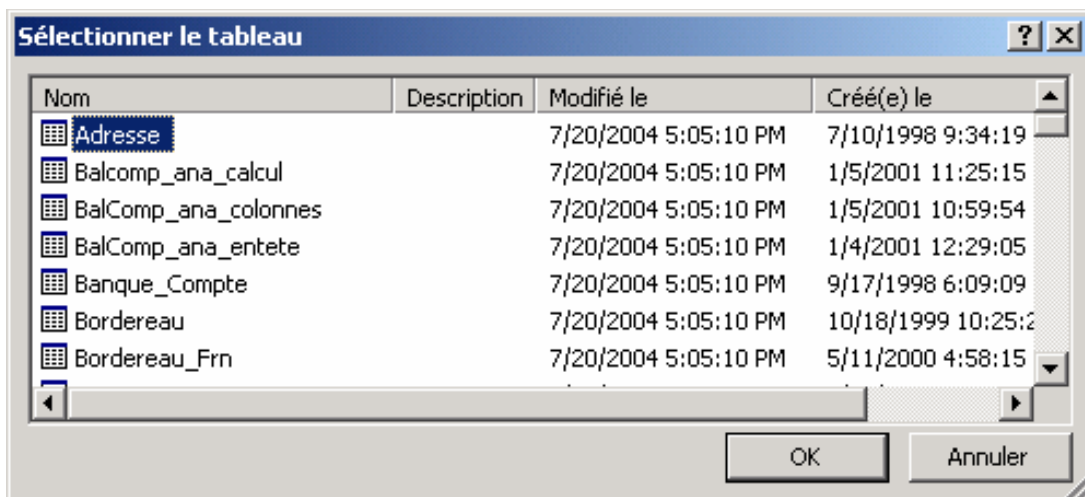 Sélectionner le tableau
Nom Description Modifié le Créé(e) le
Adresse 7/20/2004 5:05:10 PM 7/10/1998 9:34:19
Balcomp_ana_calcul 7/20/2004 5:05:10 PM 1/5/2001 11:25:15
BalComp_ana_colonnes 7/20/2004 5:05:10 PM 1/5/2001 10:59:54
BalComp_ana_entete 7/20/2004 5:05:10 PM 1/4/2001 12:29:05
Banque_Compte 7/20/2004 5:05:10 PM 9/17/1998 6:09:09
Bordereau 7/20/2004 5:05:10 PM 10/18/1999 10:25:2
Bordereau_Frn 7/20/2004 5:05:10 PM 5/11/2000 4:58:15
OK Annuler